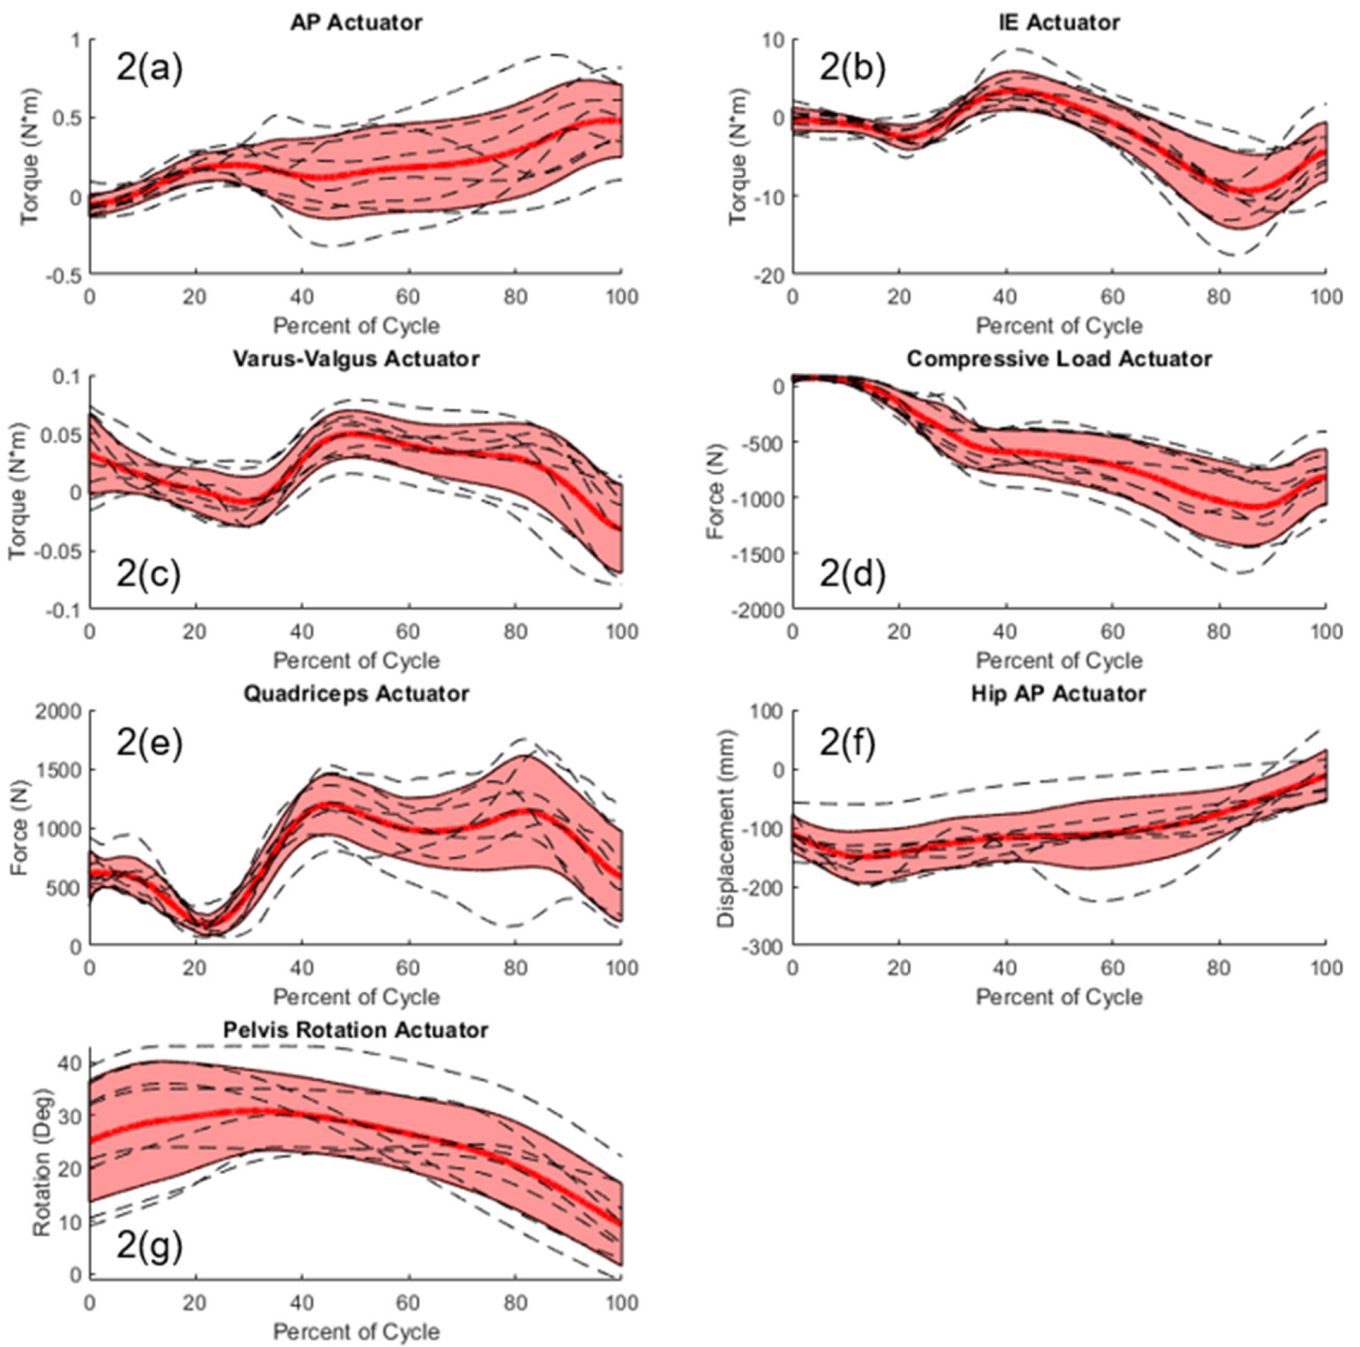 AP Actuator
2(a)
Torque (N*m)
1
0.5
0
-0.5
0 20 40 60 80 100
Percent of Cycle
IE Actuator
2(b)
Torque (N*m)
10
0
-10
-20
0 20 40 60 80 100
Percent of Cycle
Varus-Valgus Actuator
2(c)
Torque (N*m)
0.1
0.05
0
-0.05
-0.1
0 20 40 60 80 100
Percent of Cycle
Compressive Load Actuator
2(d)
Force (N)
0
-500
-1000
-1500
-2000
0 20 40 60 80 100
Percent of Cycle
Quadriceps Actuator
2(e)
Force (N)
2000
1500
1000
500
0
0 20 40 60 80 100
Percent of Cycle
Hip AP Actuator
2(f)
Displacement (mm)
100
0
-100
-200
-300
0 20 40 60 80 100
Percent of Cycle
Pelvis Rotation Actuator
2(g)
Rotation (Deg)
40
30
20
10
0
0 20 40 60 80 100
Percent of Cycle